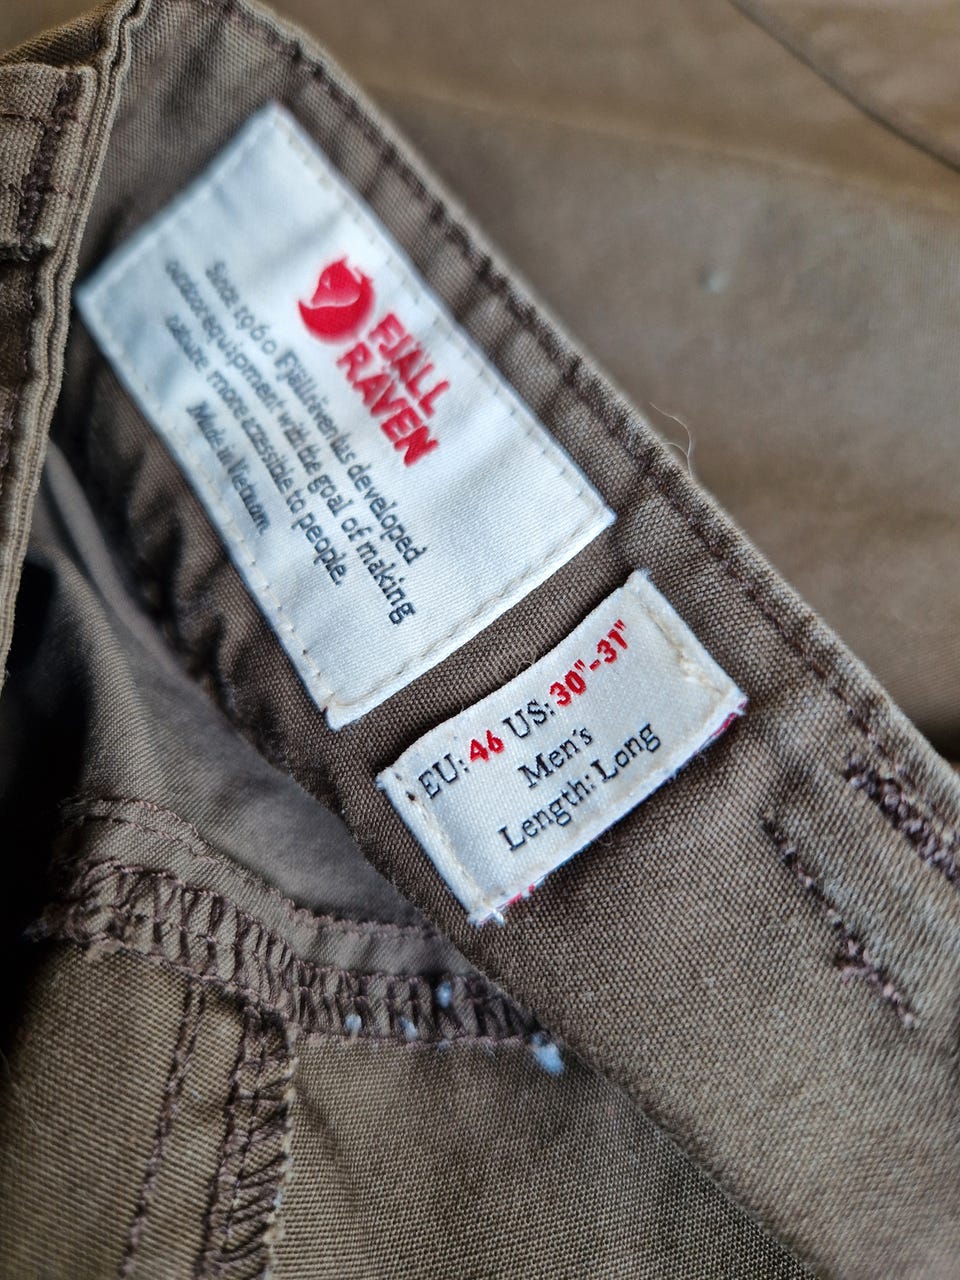 FJÄLL
RÄVEN
Since 1960 Fjällräven has developed
outdoor equipment with the goal of making
nature more accessible to people.
Made in Vietnam
EU: 46 US: 30"-31"
Men's
Length: Long